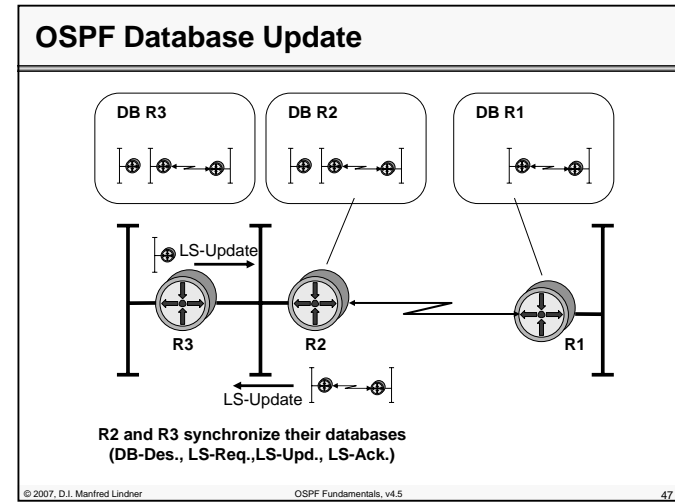 OSPF Database Update
DB R3
DB R2
DB R1
LS-Update
R3
R2
R1
LS-Update
R2 and R3 synchronize their databases
(DB-Des., LS-Req.,LS-Upd., LS-Ack.)
© 2007, D.I. Manfred Lindner
OSPF Fundamentals, v4.5
47